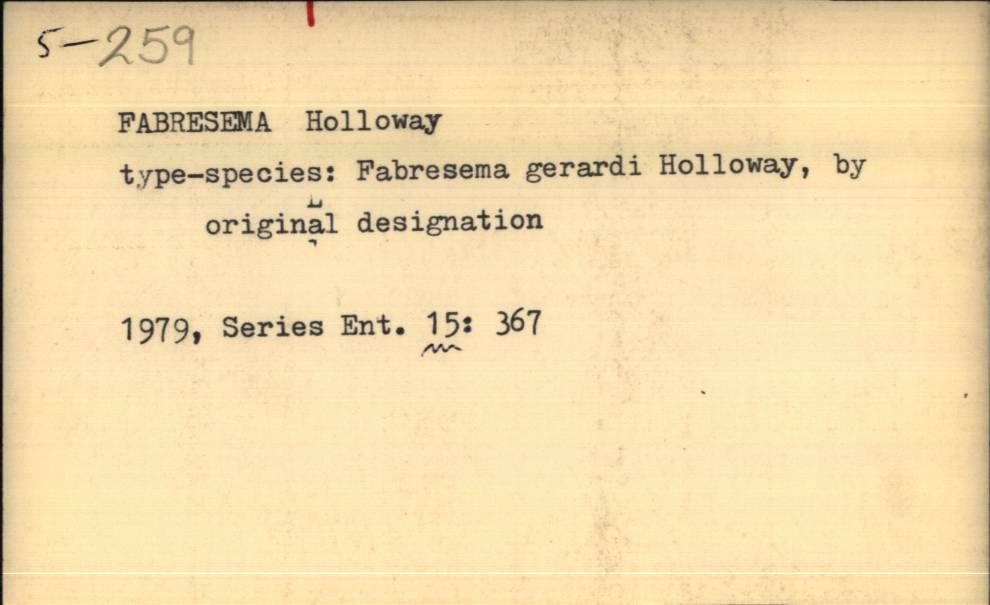 5-259
FABRESEMA Holloway
type-species: Fabresema gerardi Holloway, by
original designation
1979, Series Ent. 15: 367